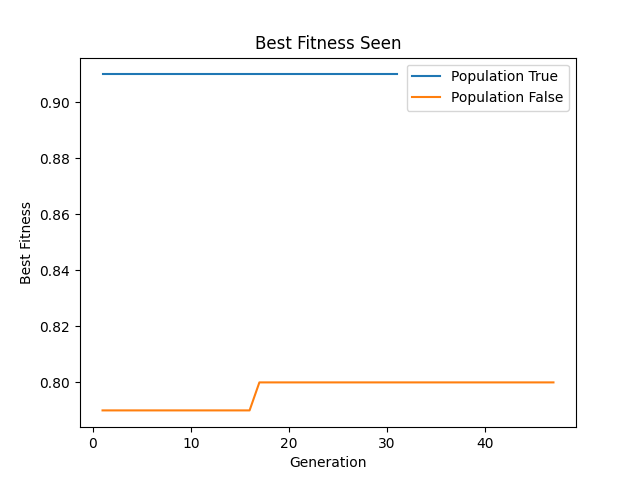 Best Fitness Seen
Population True
Population False
0.90
0.88
0.86
0.84
0.82
0.80
Best Fitness
0
10
20
30
40
Generation